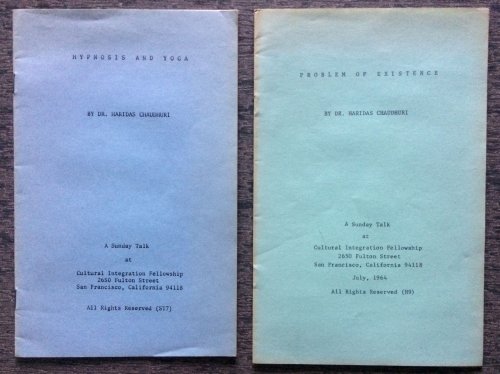 HYPNOSIS AND YOGA
BY DR. HARIDAS CHAUDHURI
A Sunday Talk
at
Cultural Integration Fellowship
2650 Fulton Street
San Francisco, California 94118
All Rights Reserved (S17)
PROBLEM OF EXISTENCE
BY DR. HARIDAS CHAUDHURI
A Sunday Talk
at
Cultural Integration Fellowship
2650 Fulton Street
San Francisco, California 94118
July, 1964
All Rights Reserved (R9)